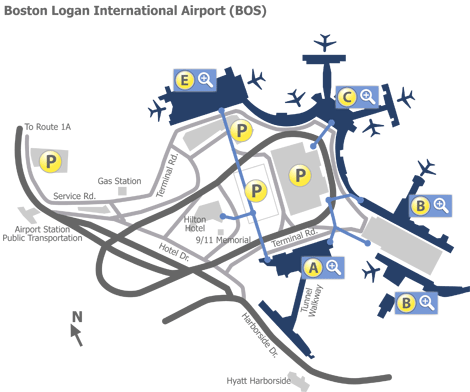 Boston Logan International Airport (BOS)
E
C
To Route 1A
P
P
Terminal Rd.
Gas Station
P
P
Service Rd.
B
Airport Station
Public Transportation
Hilton
Hotel
9/11 Memorial
Terminal Rd.
Hotel Dr.
A
B
Tunnel
Walkway
N
Harborside Dr.
Hyatt Harborside